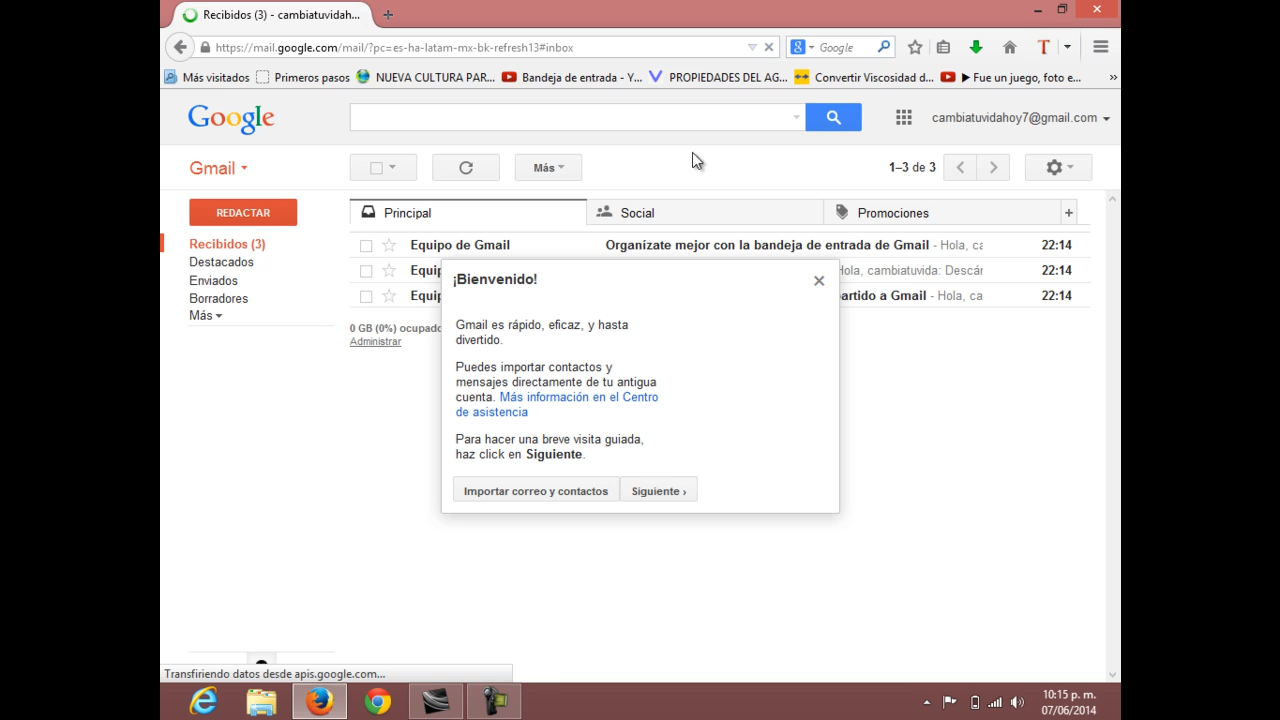 Recibidos (3) - cambiatuvidah...
https://mail.google.com/mail/?pc=es-ha-latam-mx-bk-refresh13#inbox
Google
Más visitados
Primeros pasos
NUEVA CULTURA PAR...
Bandeja de entrada - Y...
PROPIEDADES DEL AG...
Convertir Viscosidad d...
▶ Fue un juego, foto e...
Google
cambiatuvidahoy7@gmail.com
Gmail
Más
1–3 de 3
REDACTAR
Principal
Social
Promociones
Recibidos (3)
Destacados
Enviados
Borradores
Más
Equipo de Gmail
Organízate mejor con la bandeja de entrada de Gmail - Hola, ca
22:14
Equip
Hola, cambiatuvida: Descár
22:14
Equip
artido a Gmail - Hola, ca
22:14
0 GB (0%) ocupado
Administrar
¡Bienvenido!
Gmail es rápido, eficaz, y hasta
divertido.
Puedes importar contactos y
mensajes directamente de tu antigua
cuenta. Más información en el Centro
de asistencia
Para hacer una breve visita guiada,
haz click en Siguiente.
Importar correo y contactos
Siguiente ›
Transfiriendo datos desde apis.google.com...
10:15 p. m.
07/06/2014